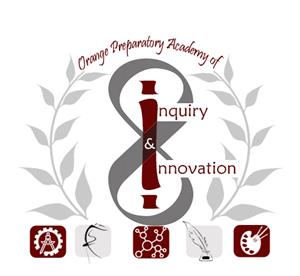 Orange Preparatory Academy of
Inquiry
&
Innovation